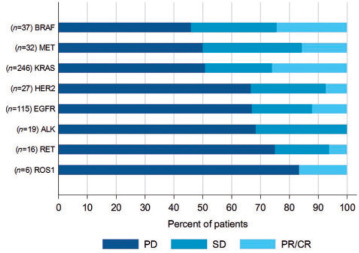 (n=37) BRAF
(n=32) MET
(n=246) KRAS
(n=27) HER2
(n=115) EGFR
(n=19) ALK
(n=16) RET
(n=6) ROS1
0 10 20 30 40 50 60 70 80 90 100
Percent of patients
PD SD PR/CR